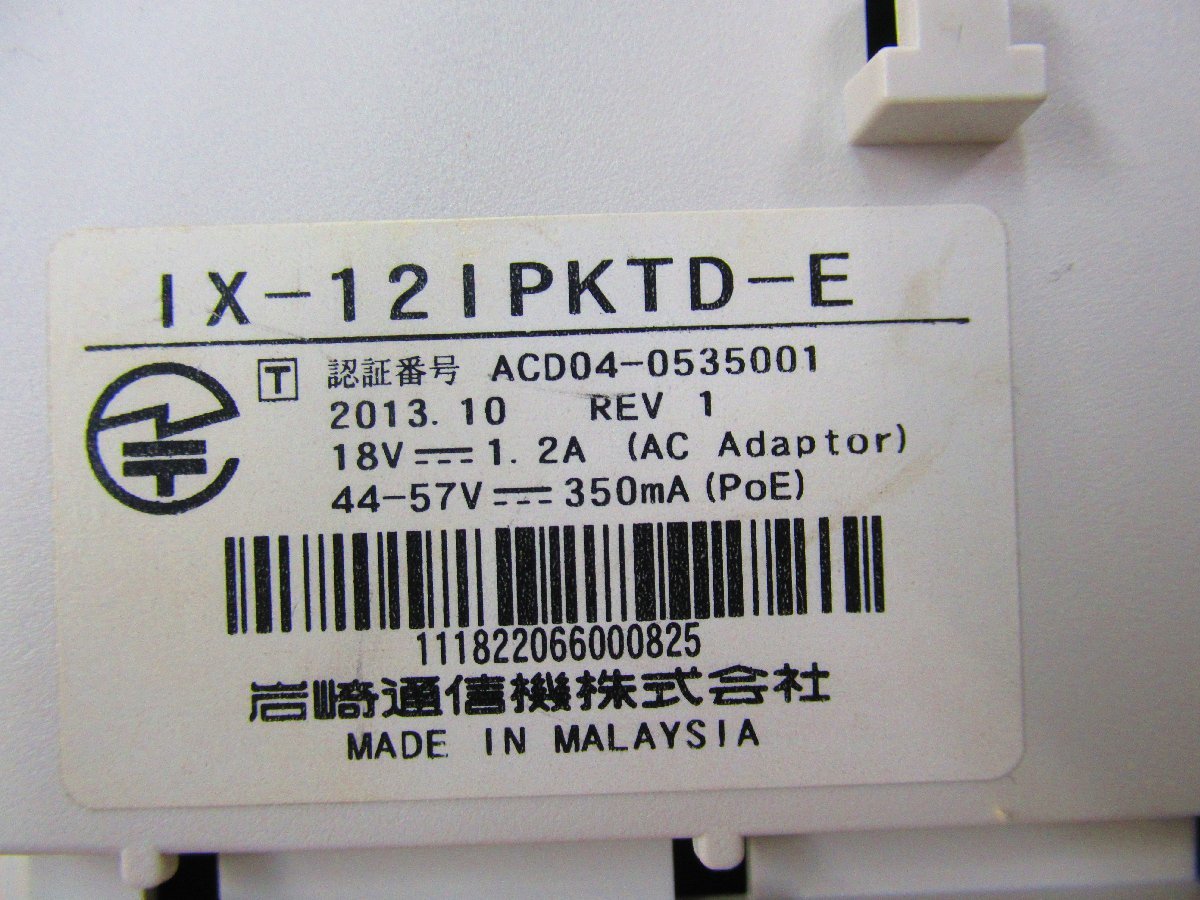 IX-12IPKTD-E
T 認証番号 ACD04-0535001
2013.10 REV 1
18V 1.2A (AC Adaptor)
44-57V 350mA (PoE)
111822066000825
岩崎通信機株式会社
MADE IN MALAYSIA